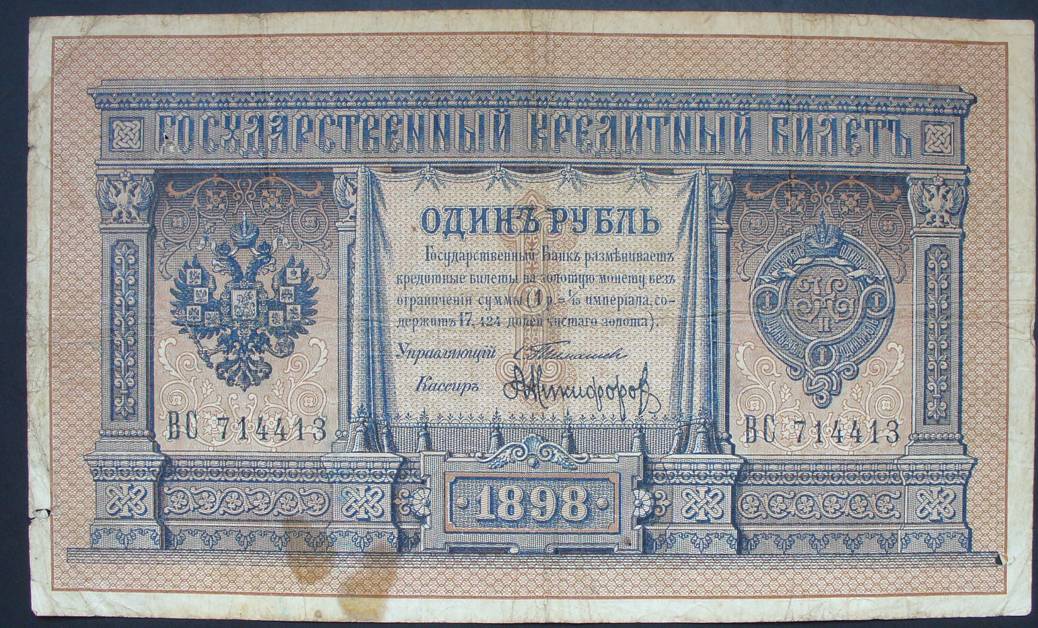 ГОСУДАРСТВЕННЫЙ КРЕДИТНЫЙ БИЛЕТЪ
ОДИНЪ РУБЛЬ
Государственный Банкъ размѣниваетъ
кредитные билеты на золотую монету безъ
ограниченія суммы (1 р. = 1/15 имперіала, со-
держитъ 17,424 долей чистаго золота).
Управляющій
Кассиръ
ВС 714413
ВС 714413
1898